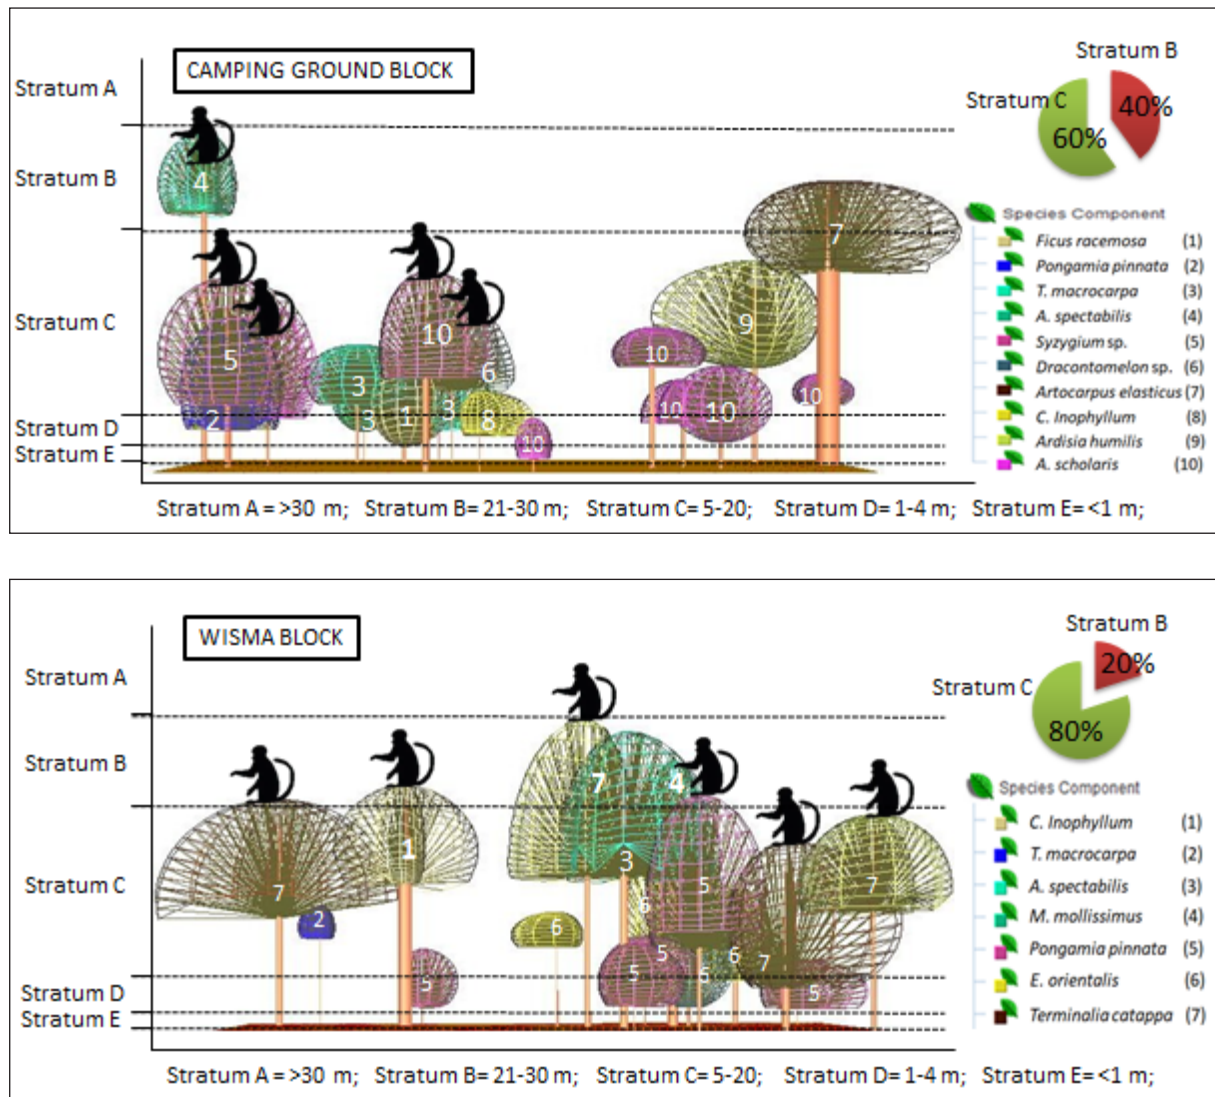 CAMPING GROUND BLOCK
Stratum A
Stratum B
Stratum C
Stratum D
Stratum E
4
5
2
3
3
1
10
6
3
8
10
10
9
10
10
10
7
Stratum B
40%
Stratum C
60%
Species Component
Ficus racemosa (1)
Pongamia pinnata (2)
T. macrocarpa (3)
A. spectabilis (4)
Syzygium sp. (5)
Dracontomelon sp. (6)
Artocarpus elasticus (7)
C. Inophyllum (8)
Ardisia humilis (9)
A. scholaris (10)
Stratum A = >30 m; Stratum B= 21-30 m; Stratum C= 5-20; Stratum D= 1-4 m; Stratum E= <1 m;
WISMA BLOCK
Stratum A
Stratum B
Stratum C
Stratum D
Stratum E
7
2
1
5
6
7
3
4
6
5
5
5
6
6
7
5
7
Stratum B
20%
Stratum C
80%
Species Component
C. Inophyllum (1)
T. macrocarpa (2)
A. spectabilis (3)
M. mollissimus (4)
Pongamia pinnata (5)
E. orientalis (6)
Terminalia catappa (7)
Stratum A = >30 m; Stratum B= 21-30 m; Stratum C= 5-20; Stratum D= 1-4 m; Stratum E= <1 m;